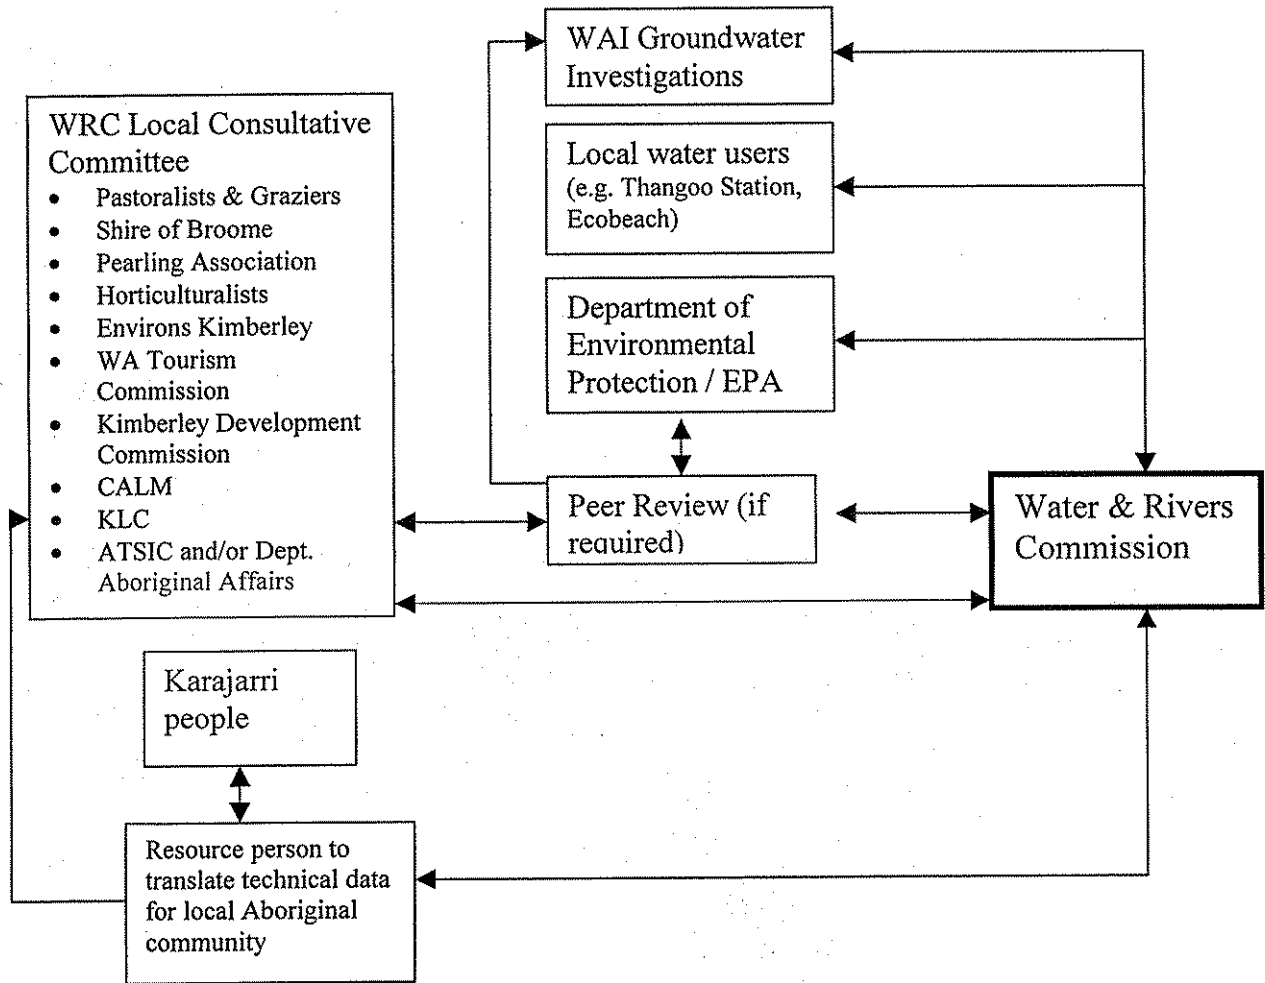 WAI Groundwater
Investigations
WRC Local Consultative
Committee
• Pastoralists & Graziers
• Shire of Broome
• Pearling Association
• Horticulturalists
• Environs Kimberley
• WA Tourism
Commission
• Kimberley Development
Commission
• CALM
• KLC
• ATSIC and/or Dept.
Aboriginal Affairs
Local water users
(e.g. Thangoo Station,
Ecobeach)
Department of
Environmental
Protection / EPA
Peer Review (if
required)
Water & Rivers
Commission
Karajarri
people
Resource person to
translate technical data
for local Aboriginal
community